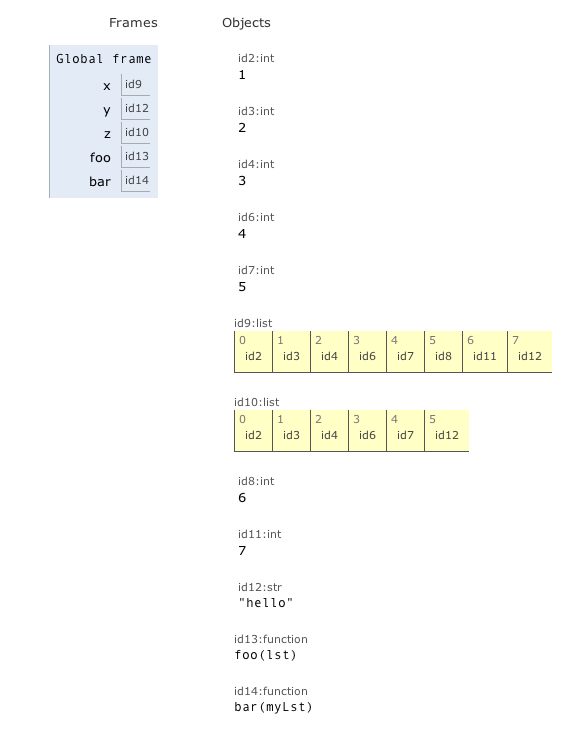 Frames Objects
Global frame
x id9
y id12
z id10
foo id13
bar id14
id2:int
1
id3:int
2
id4:int
3
id6:int
4
id7:int
5
id9:list
0 1 2 3 4 5 6 7
id2 id3 id4 id6 id7 id8 id11 id12
id10:list
0 1 2 3 4 5
id2 id3 id4 id6 id7 id12
id8:int
6
id11:int
7
id12:str
"hello"
id13:function
foo(lst)
id14:function
bar(myLst)